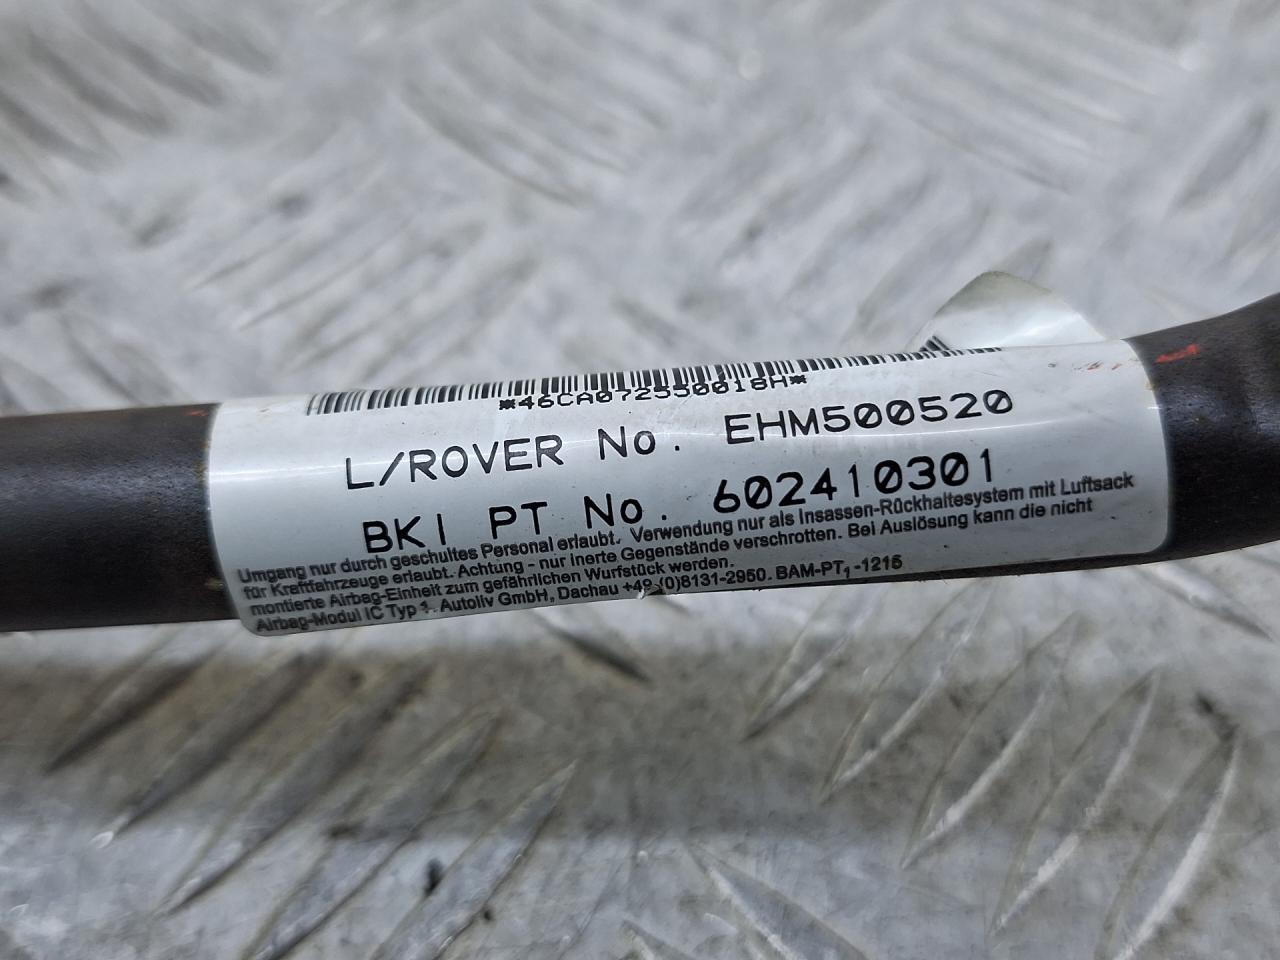 *46CA072550018H*
L/ROVER No. EHM500520
BKI PT No. 602410301
Umgang nur durch geschultes Personal erlaubt. Verwendung nur als Insassen-Rückhaltesystem mit Luftsack
für Kraftfahrzeuge erlaubt. Achtung - nur inerte Gegenstände verschrotten. Bei Auslösung kann die nicht
montierte Airbag-Einheit zum gefährlichen Wurfstück werden.
Airbag-Modul IC Typ 1. Autoliv GmbH, Dachau +49-(0)8131-2950. BAM-PT₁-1215